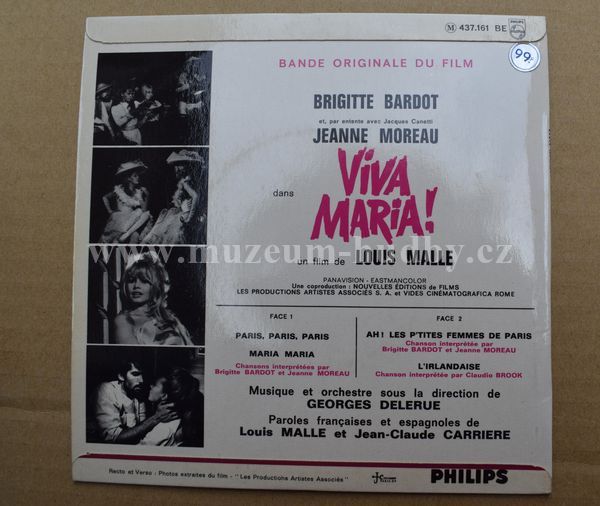 M 437.161 BE PHILIPS
99
BANDE ORIGINALE DU FILM
BRIGITTE BARDOT
et, par entente avec Jacques Canetti
JEANNE MOREAU
dans
VIVA
MARIA!
un film de LOUIS MALLE
www.muzeum-hudby.cz
PANAVISION - EASTMANCOLOR
Une coproduction : NOUVELLES ÉDITIONS de FILMS
LES PRODUCTIONS ARTISTES ASSOCIÉS S. A. et VIDES CINÉMATOGRAFICA ROME
FACE 1
PARIS, PARIS, PARIS
MARIA MARIA
Chansons interprétées par
Brigitte BARDOT et Jeanne MOREAU
FACE 2
AH! LES P'TITES FEMMES DE PARIS
Chanson interprétée par
Brigitte BARDOT et Jeanne MOREAU
L'IRLANDAISE
Chanson interprétée par Claudio BROOK
Musique et orchestre sous la direction de
GEORGES DELERUE
Paroles françaises et espagnoles de
Louis MALLE et Jean-Claude CARRIERE
Recto et Verso : Photos extraites du film - "Les Productions Artistes Associés"
PHILIPS